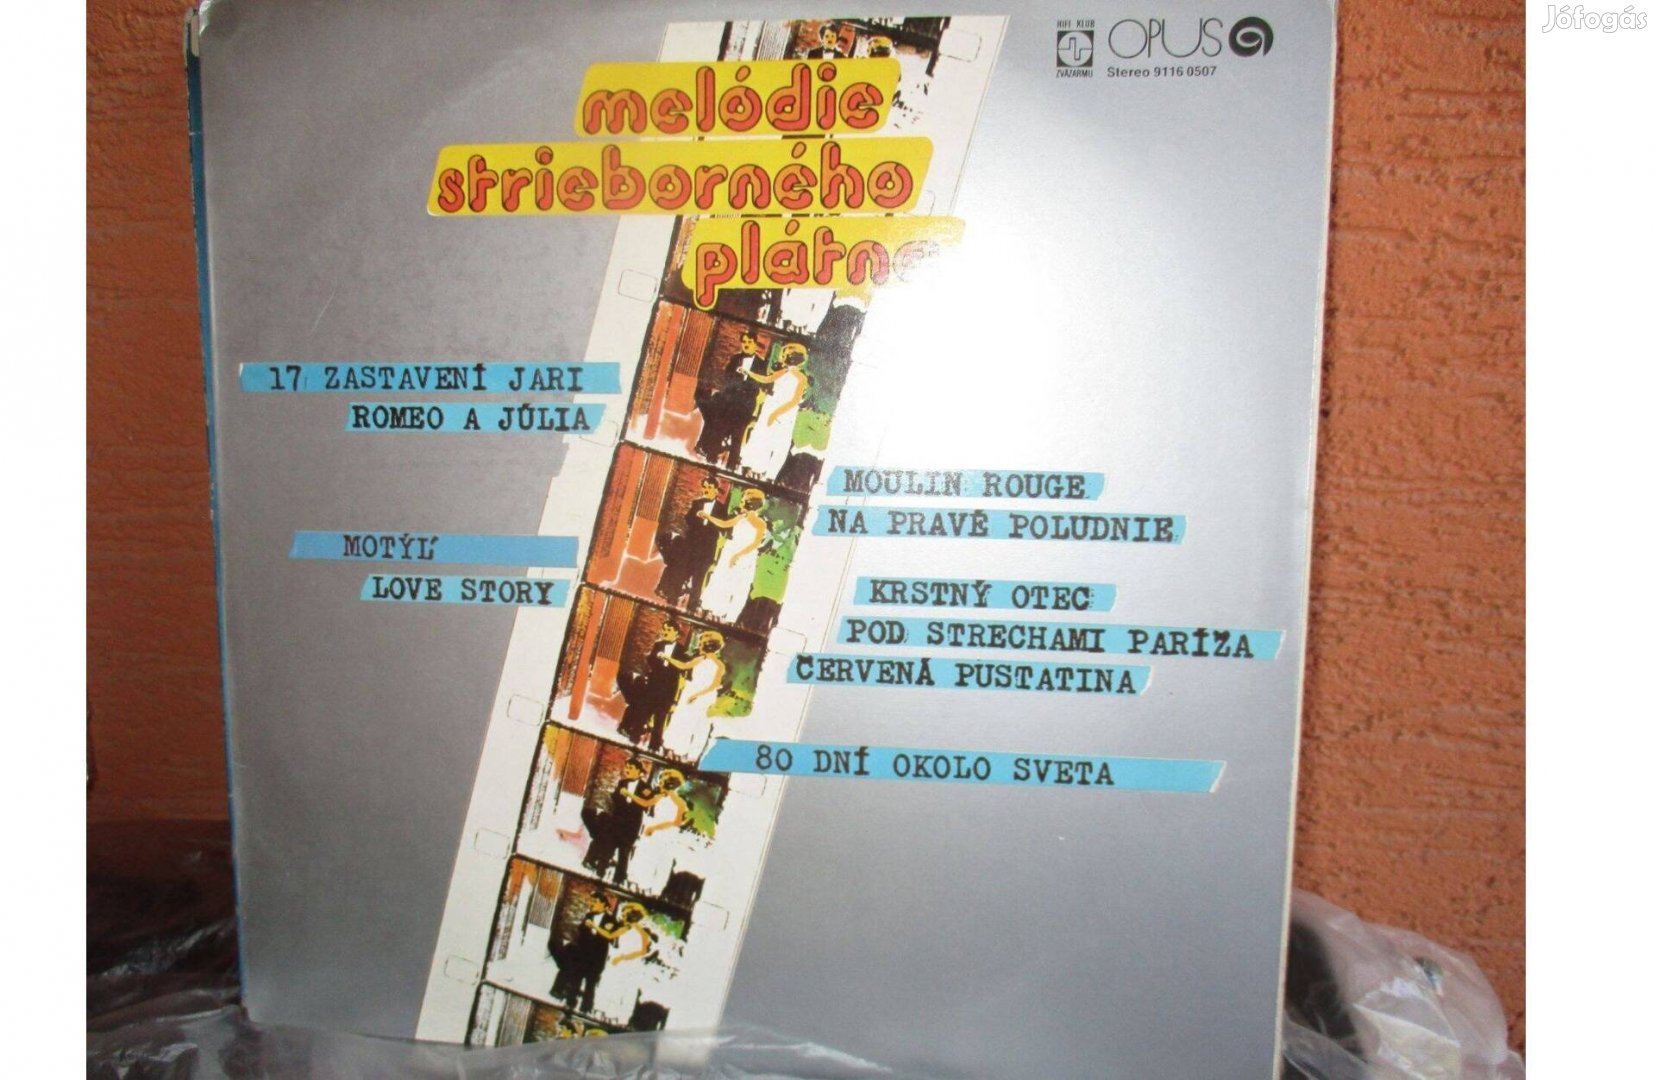 Jófogás
HIFI KLUB
ZVÄZARMU
OPUS
Stereo 9116 0507
melódie
strieborného
plátna
17 ZASTAVENÍ JARI
ROMEO A JÚLIA
MOULIN ROUGE
NA PRAVÉ POLUDNIE
MOTÝĽ
LOVE STORY
KRSTNÝ OTEC
POD STRECHAMI PARÍŽA
ČERVENÁ PUSTATINA
80 DNÍ OKOLO SVETA